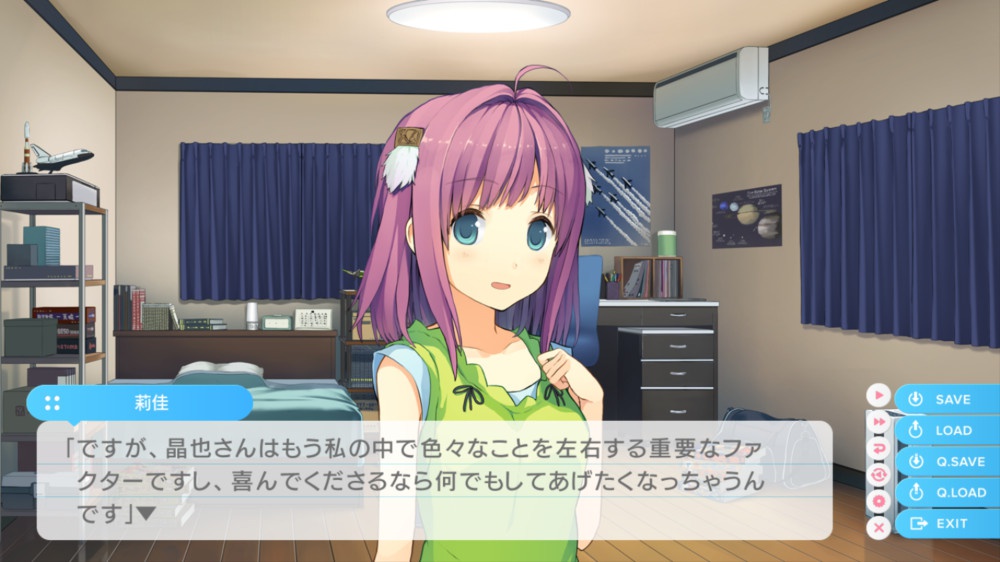 莉佳
「ですが、晶也さんはもう私の中で色々なことを左右する重要なファ
クターですし、喜んでくださるなら何でもしてあげたくなっちゃうん
です」▼
SAVE
LOAD
Q.SAVE
Q.LOAD
EXIT